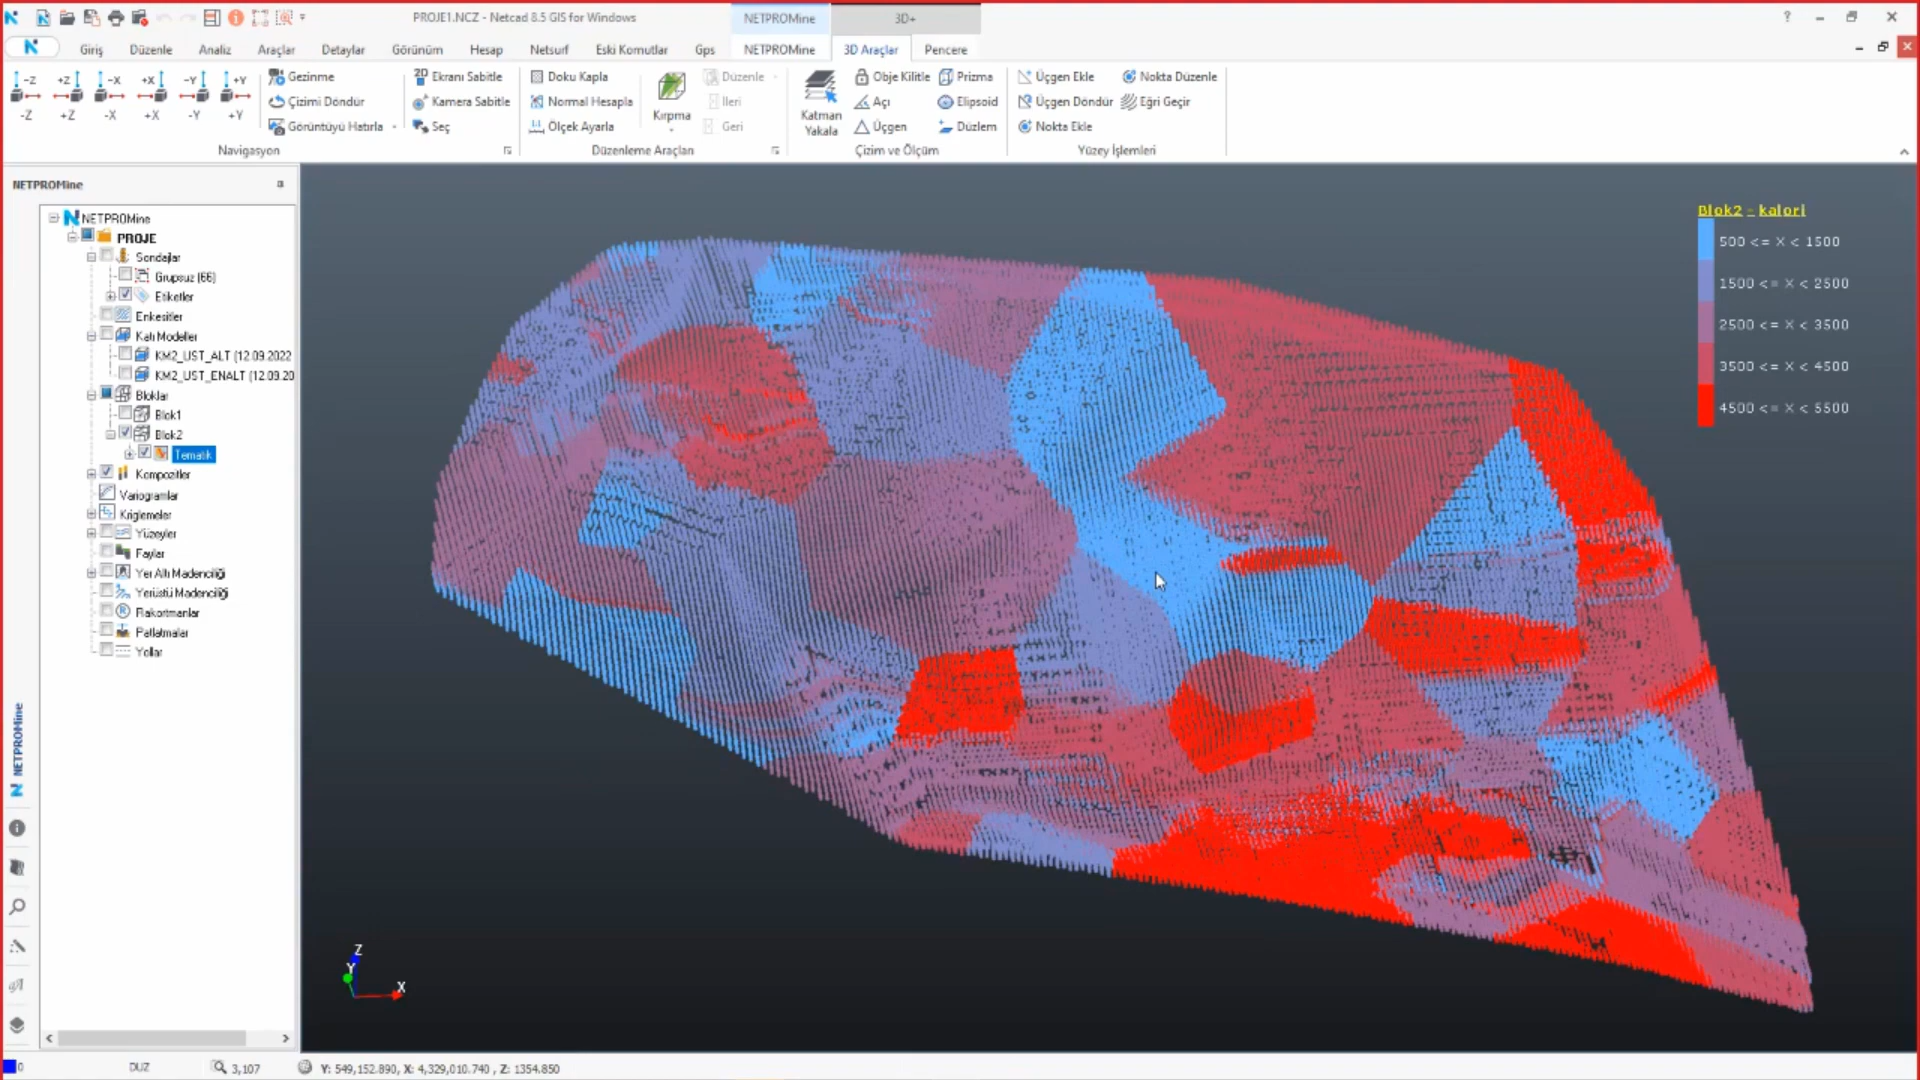 PROJE1.NCZ - Netcad 8.5 GIS for Windows
NETPROMine
3D+
Giriş
Düzenle
Analiz
Araçlar
Detaylar
Görünüm
Hesap
Netsurf
Eski Komutlar
Gps
NETPROMine
3D Araçlar
Pencere
-Z
+Z
-X
+X
-Y
+Y
-Z
+Z
-X
+X
-Y
+Y
Gezinme
Çizimi Döndür
Görüntüyü Hatırla
Navigasyon
2D Ekranı Sabitle
Kamera Sabitle
Seç
Doku Kapla
Normal Hesapla
Ölçek Ayarla
Kırpma
Düzenle
İleri
Geri
Düzenleme Araçları
Katman
Yakala
Obje Kilitle
Açı
Üçgen
Prizma
Elipsoid
Düzlem
Çizim ve Ölçüm
Üçgen Ekle
Üçgen Döndür
Nokta Ekle
Nokta Düzenle
Eğri Geçir
Yüzey İşlemleri
NETPROMine
NETPROMine
PROJE
Sondajlar
Grupsuz (66)
Etiketler
Enkesitler
Katı Modeller
KM2_UST_ALT (12.09.2022
KM2_UST_ENALT (12.09.20
Bloklar
Blok1
Blok2
Tematik
Kompozitler
Variogramlar
Kriglemeler
Yüzeyler
Faylar
Yer Altı Madenciliği
Yerüstü Madenciliği
Rakortmanlar
Patlatmalar
Yollar
NETPROMine
Blok2 - kalori
500 <= X < 1500
1500 <= X < 2500
2500 <= X < 3500
3500 <= X < 4500
4500 <= X < 5500
Z
Y
X
0
DUZ
3,107
Y: 549,152.890, X: 4,329,010.740 , Z: 1354.850